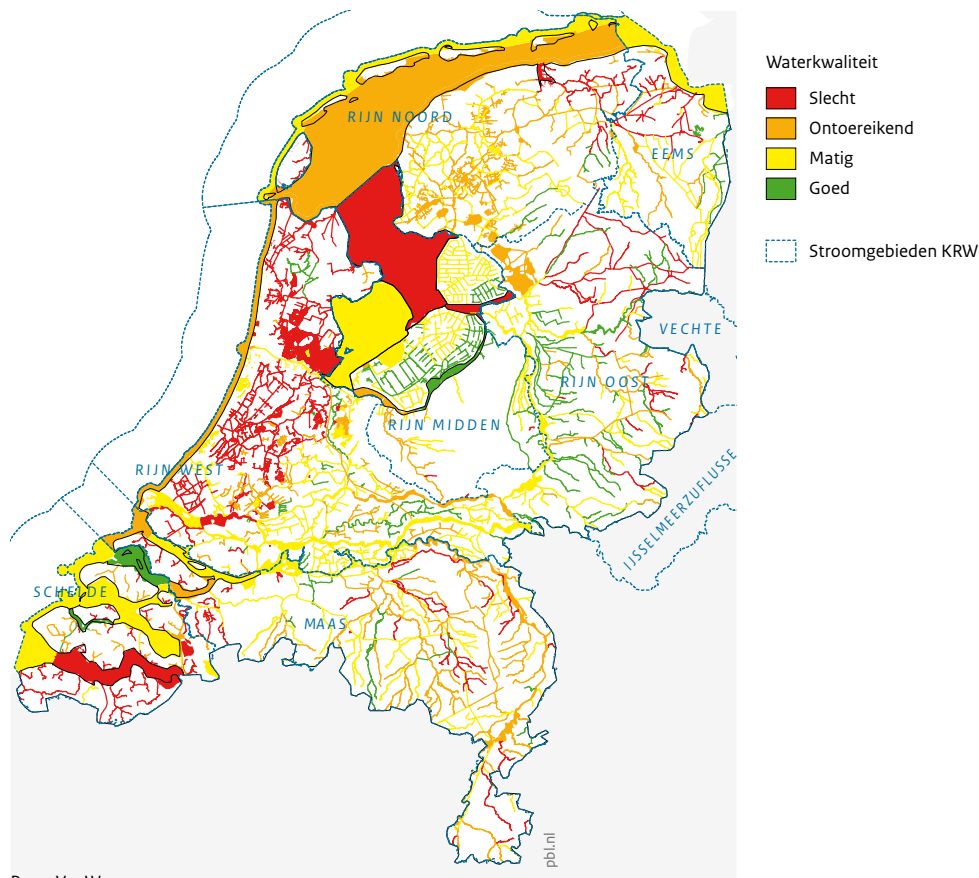 Waterkwaliteit
Slecht
Ontoereikend
Matig
Goed
Stroomgebieden KRW
RIJN NOORD
EEMS
VECHTE
RIJN OOST
RIJN MIDDEN
RIJN WEST
IJSSELMEERZUFLUSSE
SCHELDE
MAAS
pbl.nl